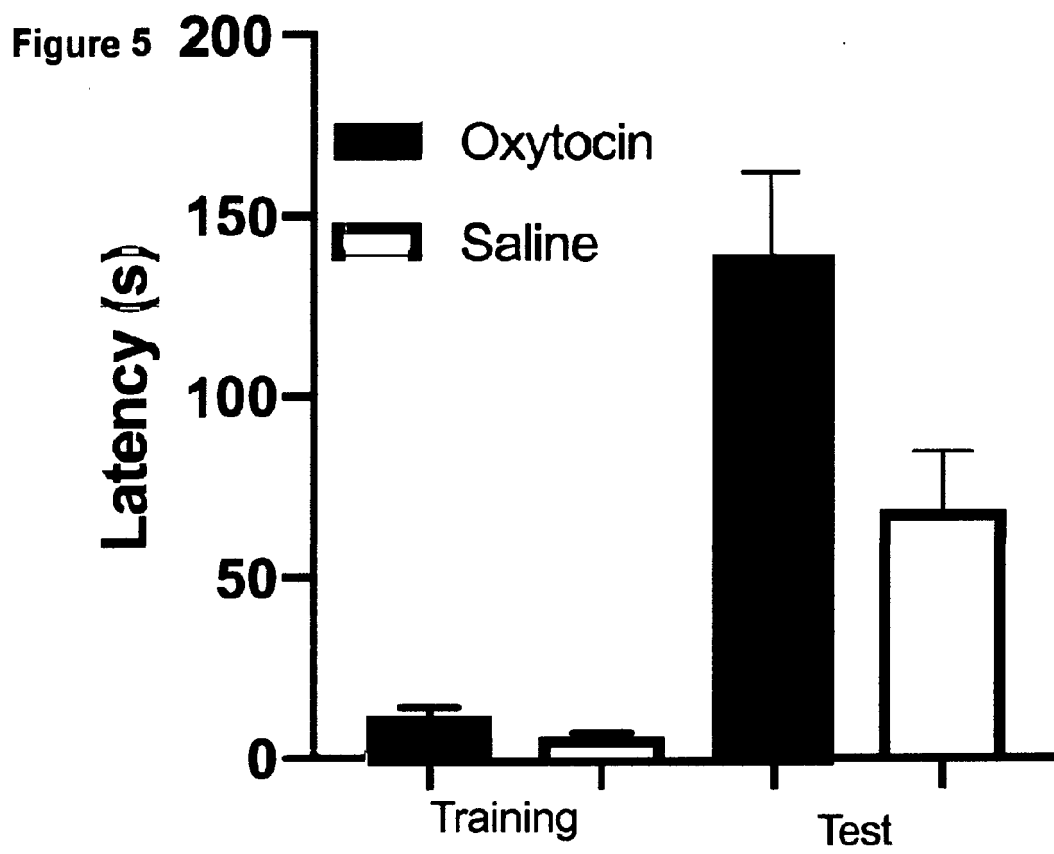 Figure 5
200
Oxytocin
150
Saline
Latency (s)
100
50
0
Training
Test